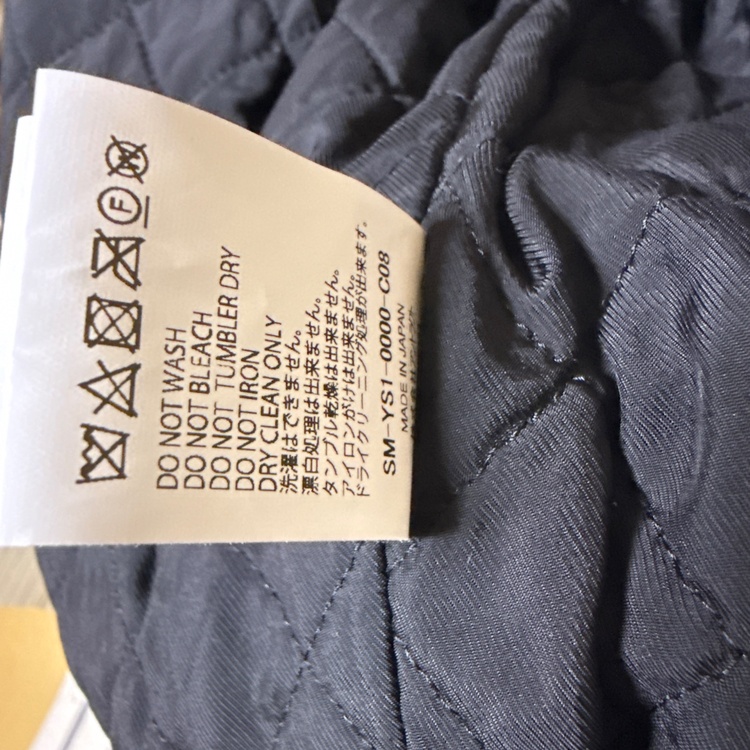 DO NOT WASH
DO NOT BLEACH
DO NOT TUMBLER DRY
DO NOT IRON
DRY CLEAN ONLY
洗濯はできません。
漂白処理は出来ません。
タンブル乾燥は出来ません。
アイロンがけは出来ません。
ドライクリーニング処理が出来ます。
SM-YS1-0000-C08
MADE IN JAPAN
F
W